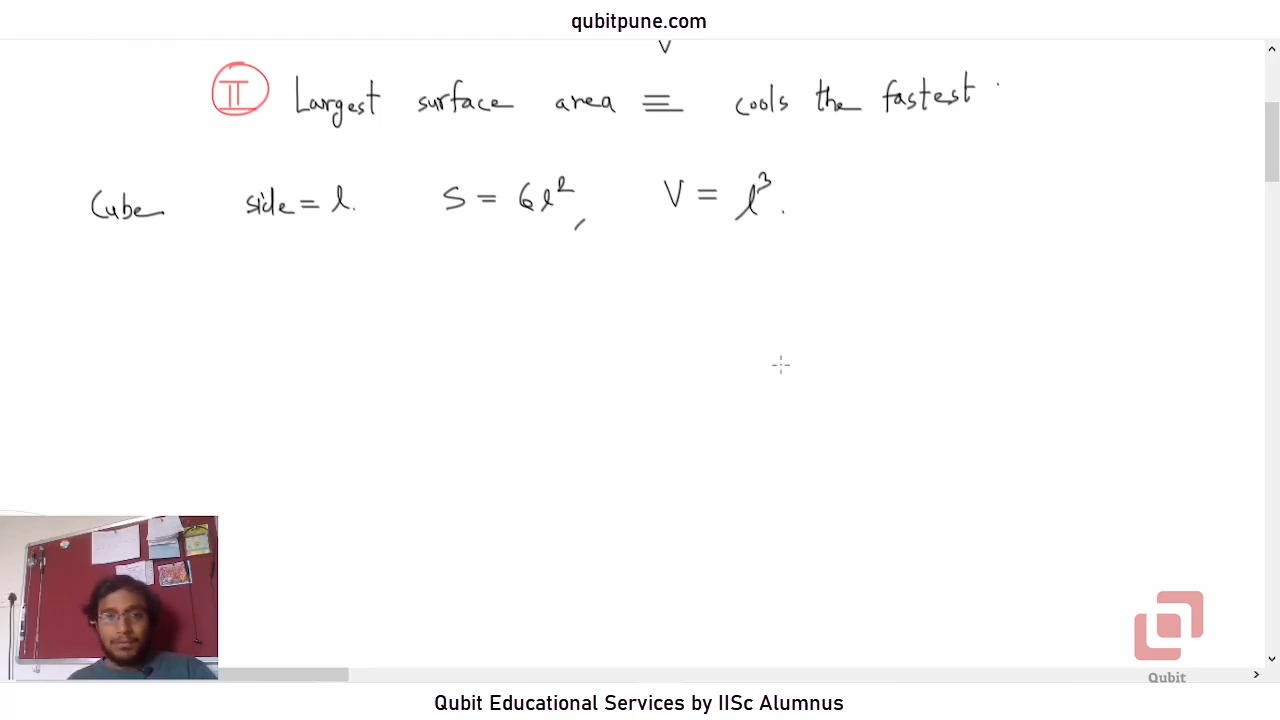 qubitpune.com
V
II Largest surface area ≡ cools the fastest.
Cube side = l. S = 6l², V = l³.
Qubit
Qubit Educational Services by IISc Alumnus